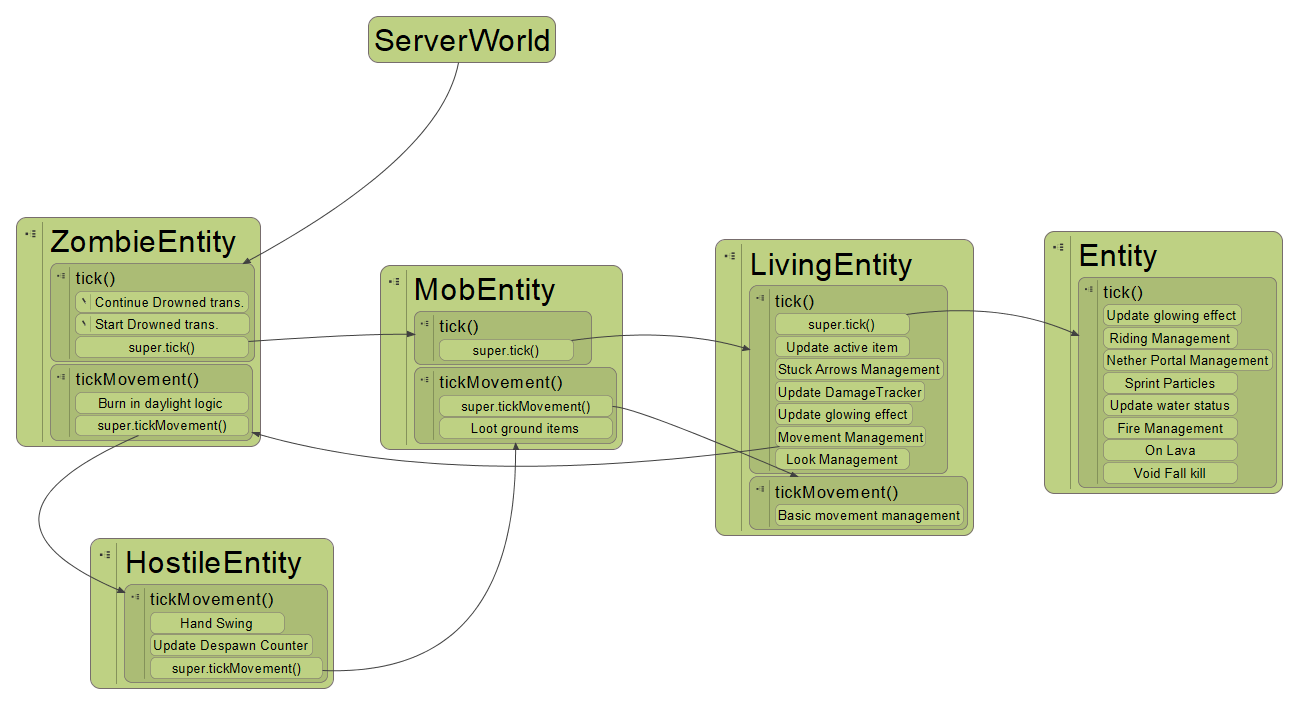 ServerWorld
ZombieEntity
tick()
Continue Drowned trans.
Start Drowned trans.
super.tick()
tickMovement()
Burn in daylight logic
super.tickMovement()
MobEntity
tick()
super.tick()
tickMovement()
super.tickMovement()
Loot ground items
LivingEntity
tick()
super.tick()
Update active item
Stuck Arrows Management
Update DamageTracker
Update glowing effect
Movement Management
Look Management
tickMovement()
Basic movement management
Entity
tick()
Update glowing effect
Riding Management
Nether Portal Management
Sprint Particles
Update water status
Fire Management
On Lava
Void Fall kill
HostileEntity
tickMovement()
Hand Swing
Update Despawn Counter
super.tickMovement()